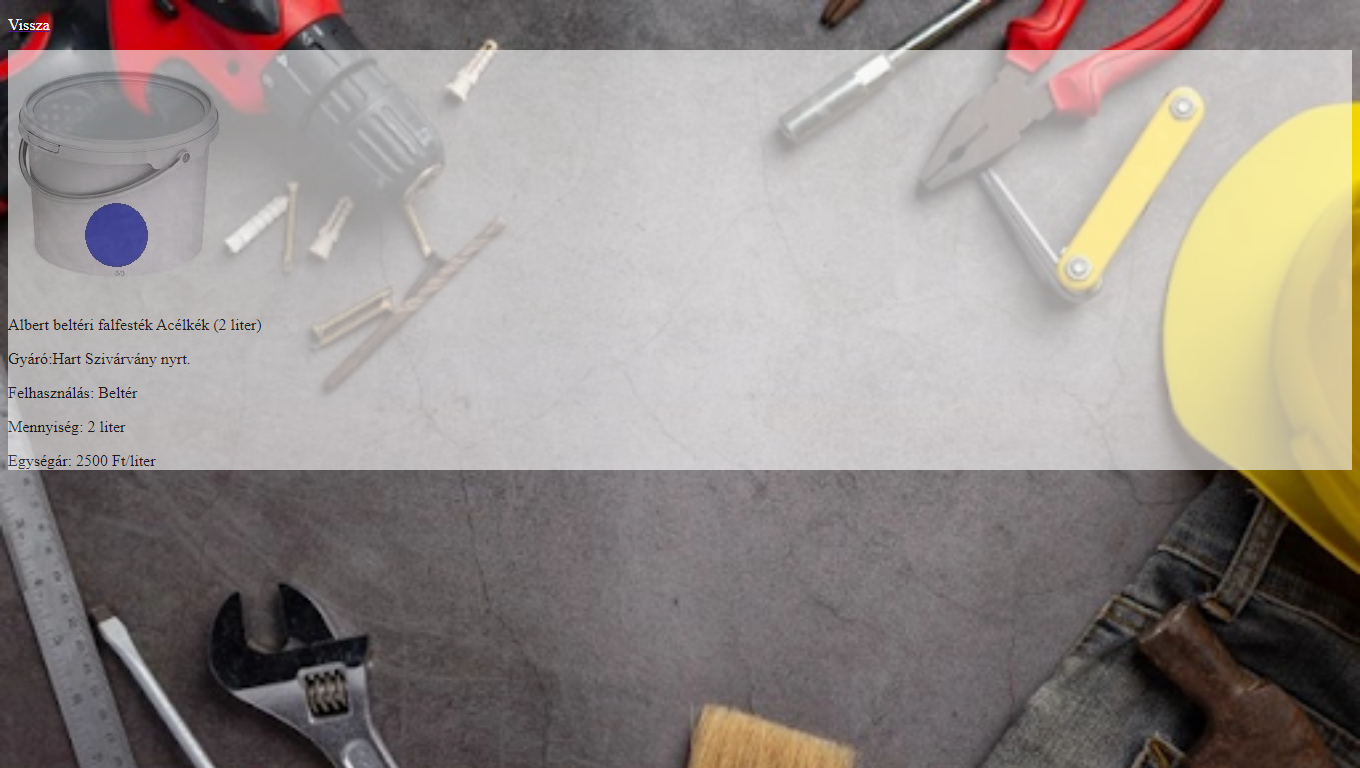 Vissza
Albert beltéri falfesték Acélkék (2 liter)
Gyáró:Hart Szivárvány nyrt.
Felhasználás: Beltér
Mennyiség: 2 liter
Egységár: 2500 Ft/liter